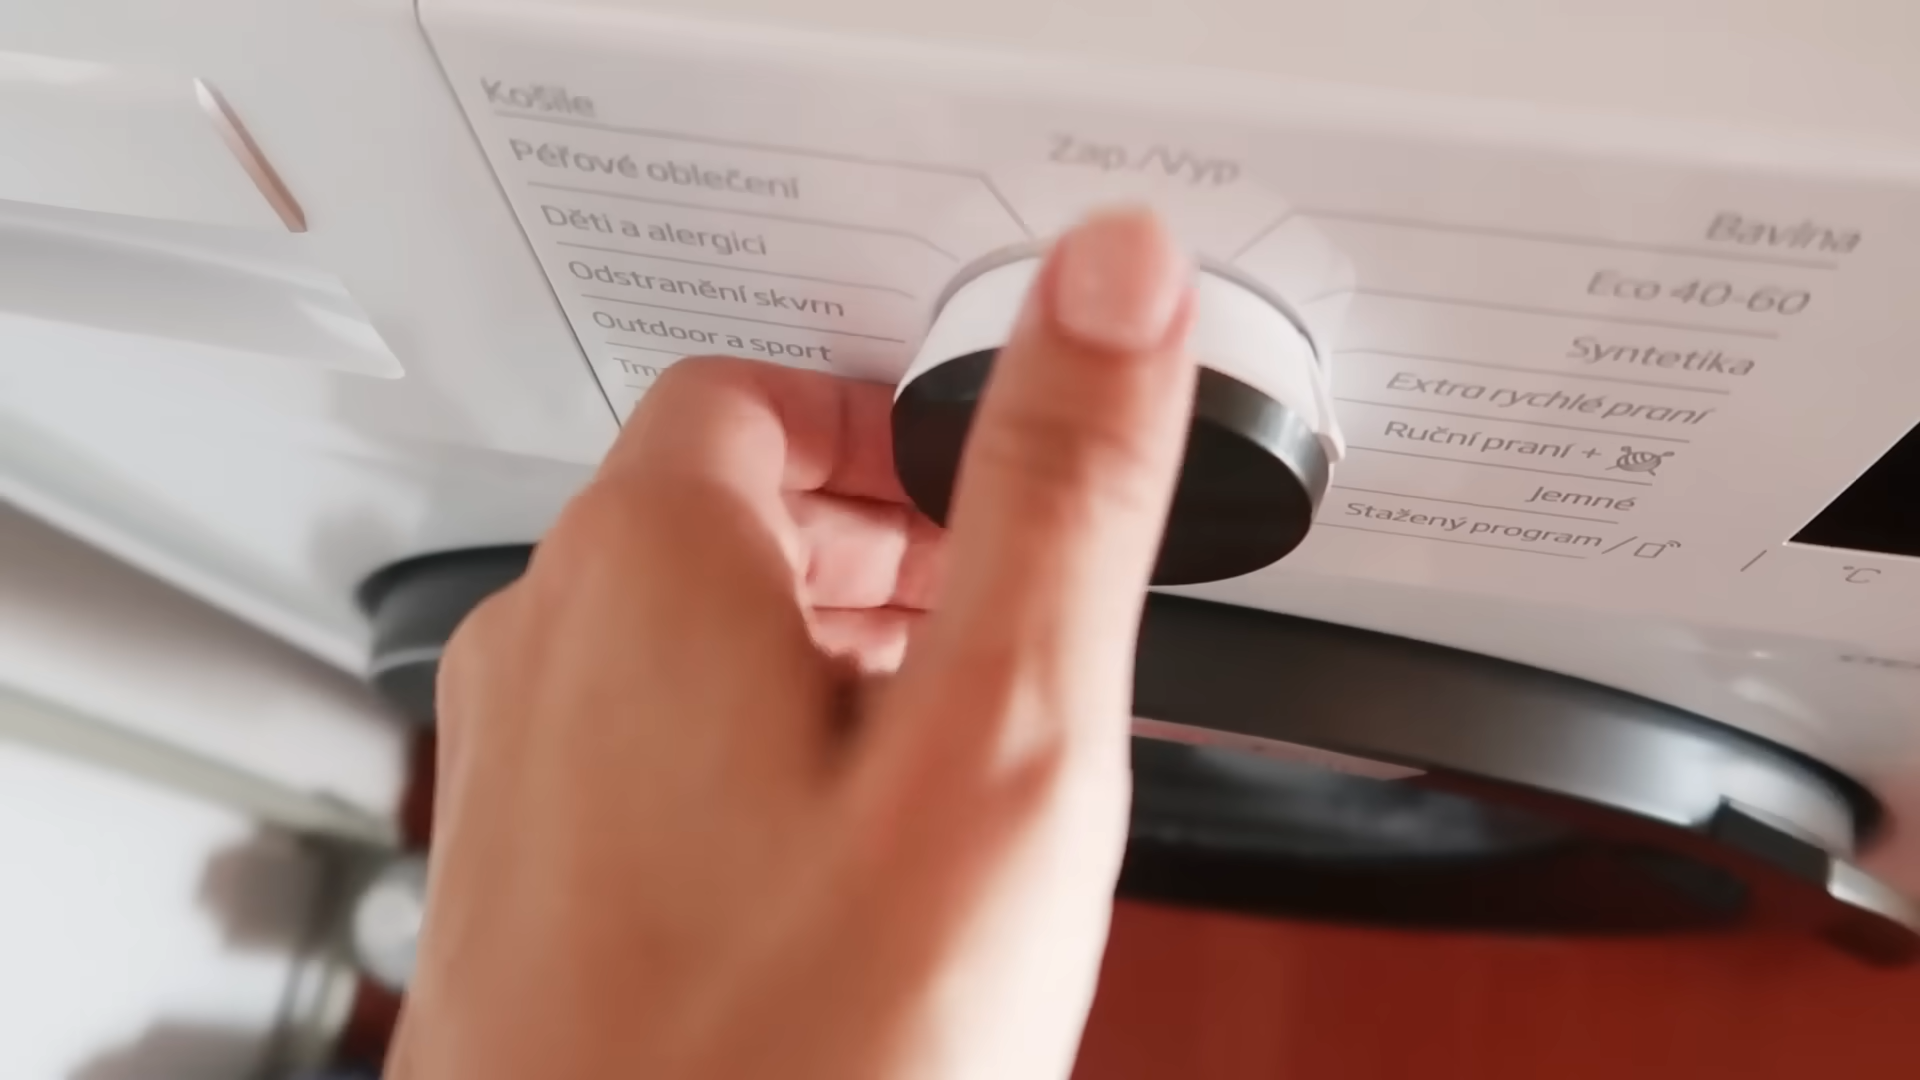 Košile
Péřové oblečení
Děti a alergici
Odstranění skvrn
Outdoor a sport
Zap./Vyp
Bavlna
Eco 40-60
Syntetika
Extra rychlé praní
Ruční praní +
Jemné
Stažený program /
/ °C